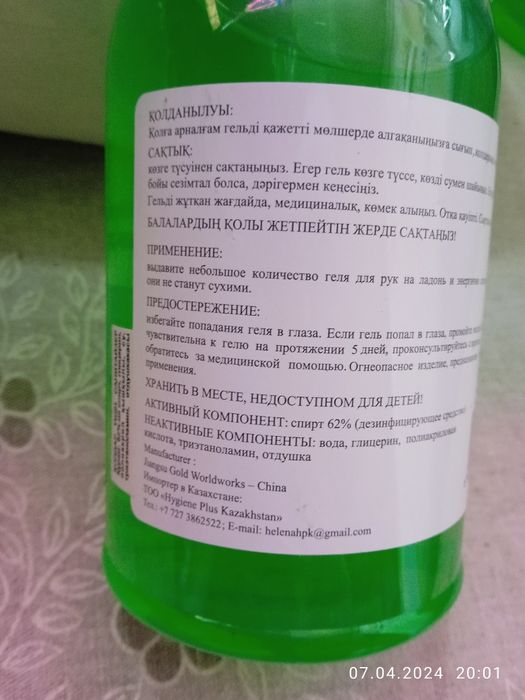 ҚОЛДАНЫЛУЫ:
Қолға арналғам гельді қажетті мөлшерде алгақаныңызға сығып,
САҚТЫҚ:
көзге түсуінен сақтаңыңыз. Егер гель көзге түссе, көзді сумен
бойы сезімтал болса, дәрігермен кеңесіңіз.
Гельді жұтқан жағдайда, медициналық, көмек алыңыз. Отқа қауіпті.
БАЛАЛАРДЫҢ ҚОЛЫ ЖЕТПЕЙТІН ЖЕРДЕ САҚТАҢЫЗ!
ПРИМЕНЕНИЕ:
выдавите небольшое количество геля для рук на ладонь и
они не станут сухими.
ПРЕДОСТЕРЕЖЕНИЕ:
избегайте попадания геля в глаза. Если гель попал в глаза,
чувствительна к гелю на протяжении 5 дней, проконсультируйтесь с
обратитесь за медицинской помощью. Огнеопасное изделие,
применения.
ХРАНИТЬ В МЕСТЕ, НЕДОСТУПНОМ ДЛЯ ДЕТЕЙ!
АКТИВНЫЙ КОМПОНЕНТ: спирт 62% (дезинфицирующее средство)
НЕАКТИВНЫЕ КОМПОНЕНТЫ: вода, глицерин, полиакриловая
кислота, триэтаноламин, отдушка
Manufacturer :
Jiangsu Gold Worldworks – China
Импортер в Казахстане:
ТОО «Hygiene Plus Kazakhstan»
Тел.: +7 727 3862522; E-mail: helenahpk@gmail.com
07.04.2024 20:01